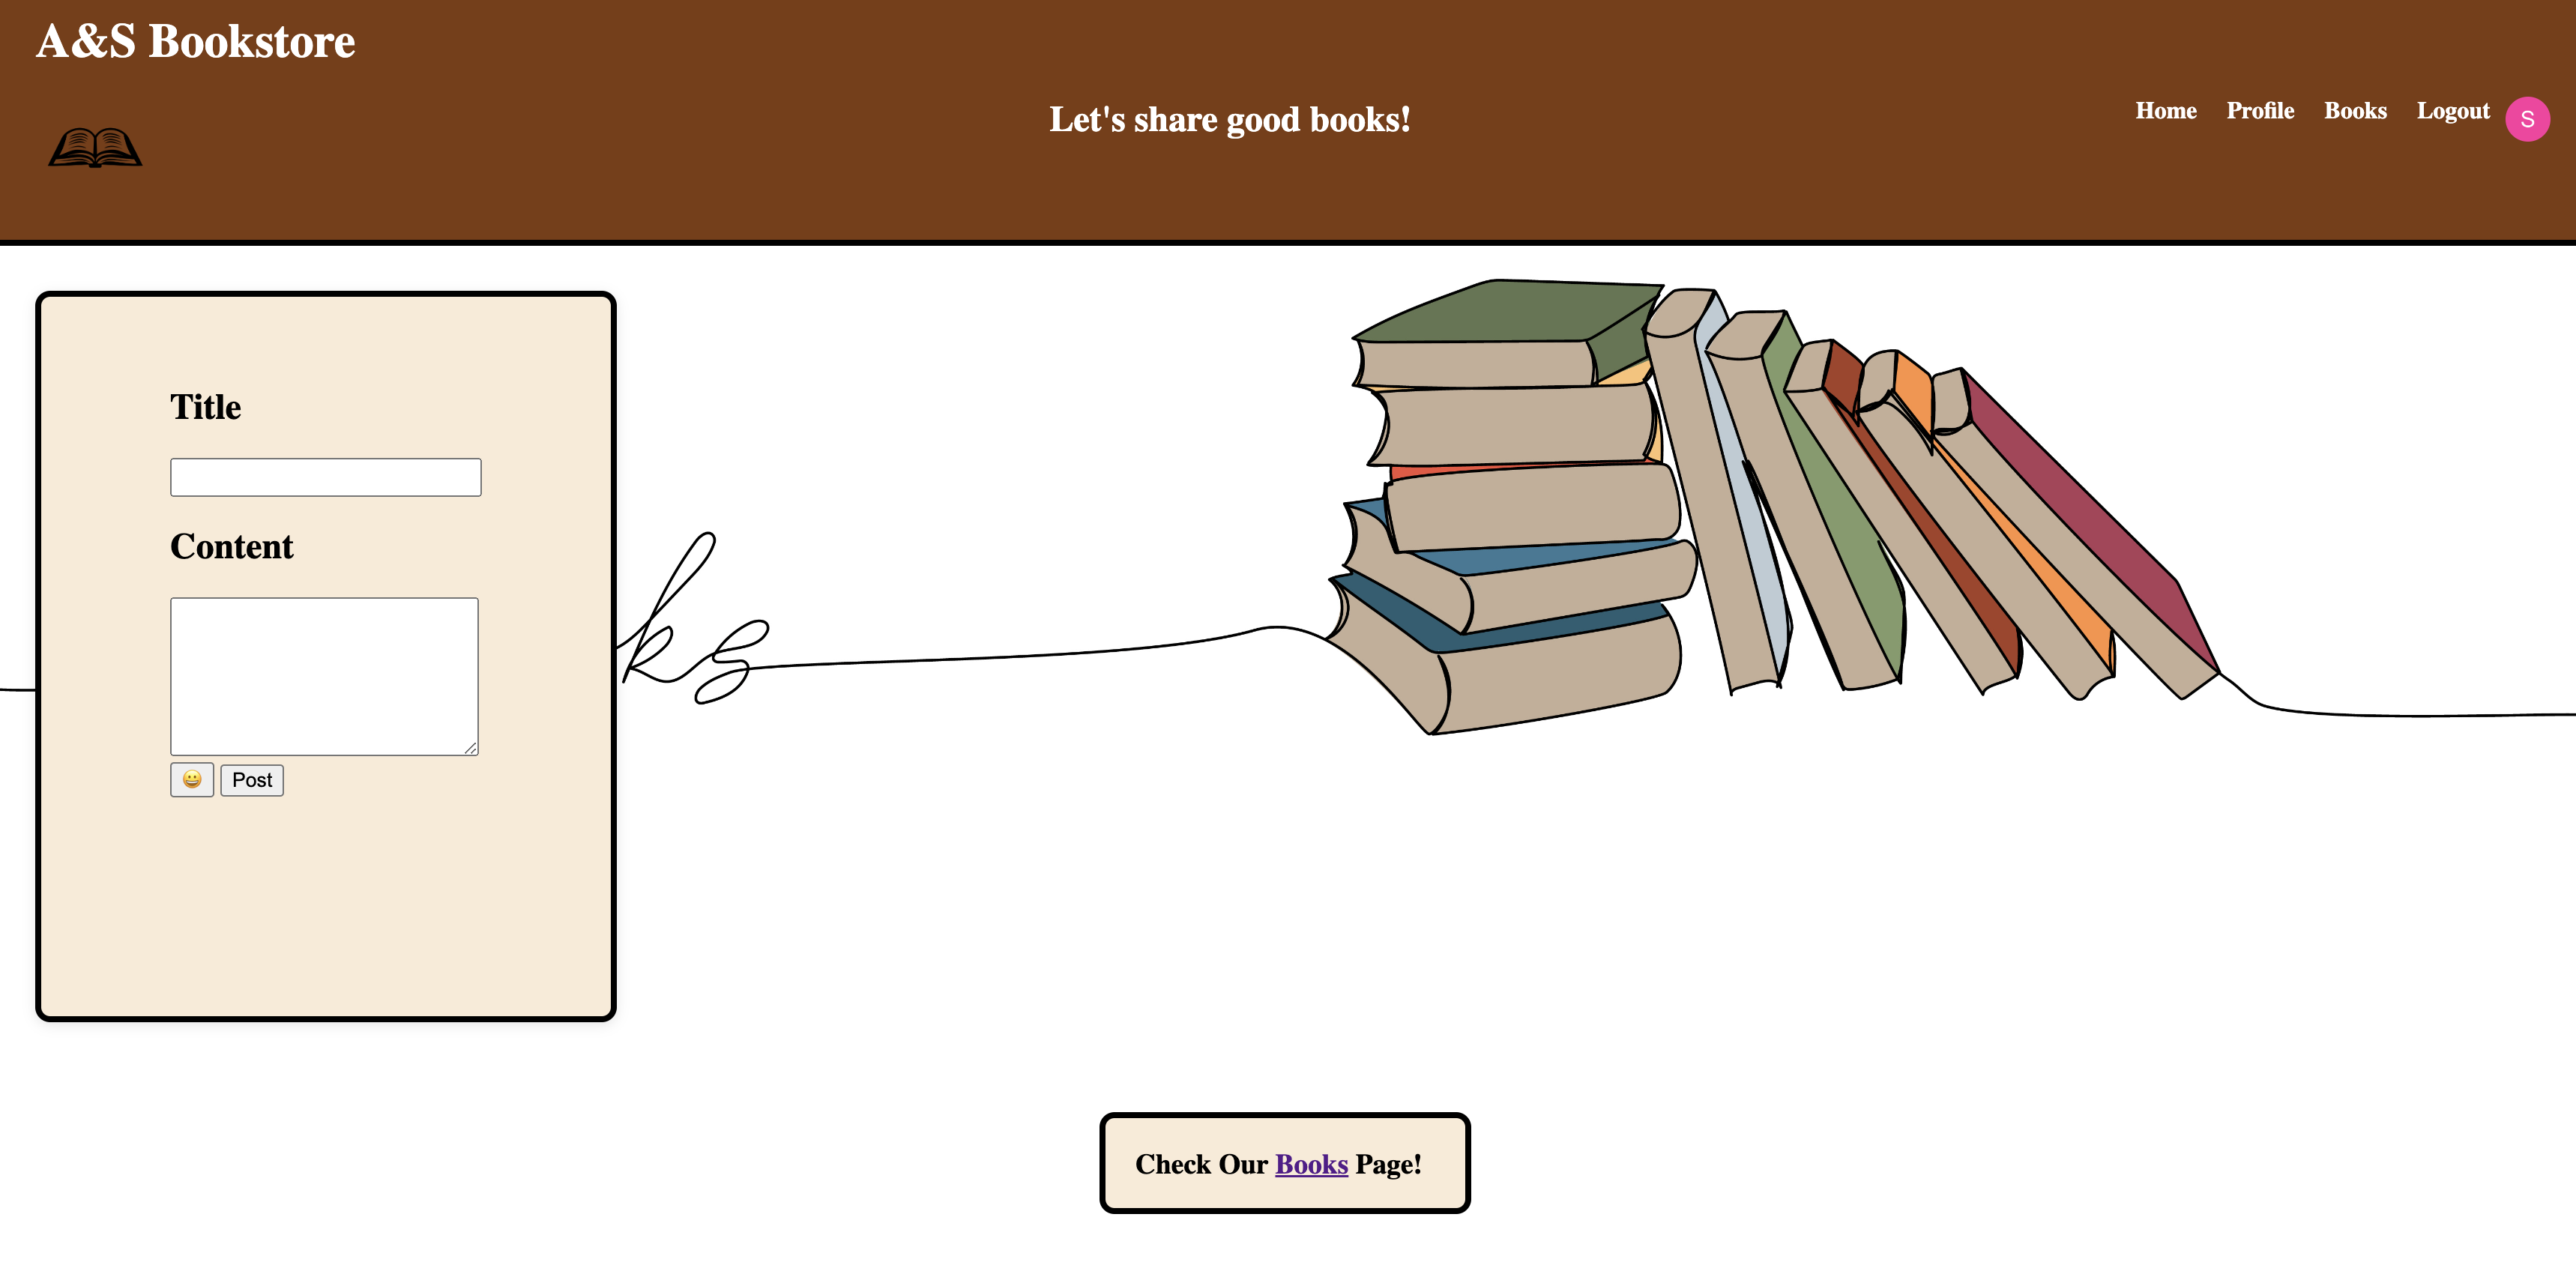 A&S Bookstore
Let's share good books!
Home Profile Books Logout S
Title
Content
😀 Post
Check Our Books Page!